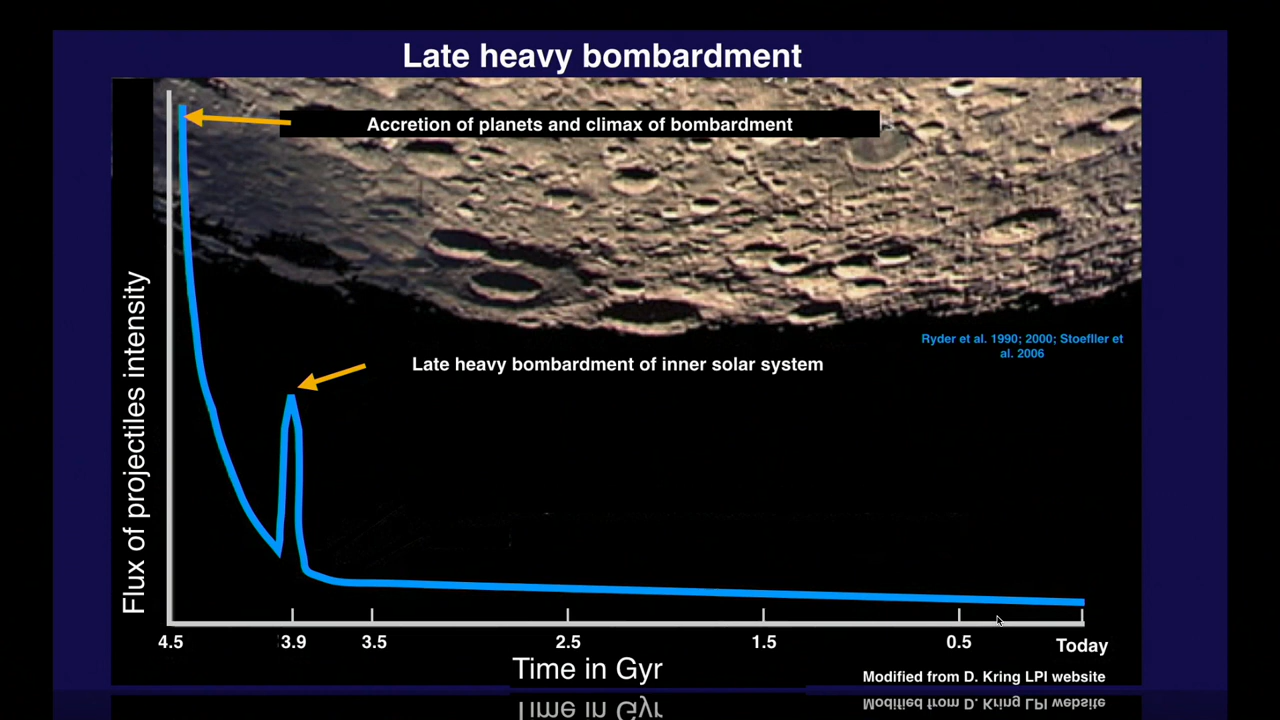 Late heavy bombardment
Accretion of planets and climax of bombardment
Ryder et al. 1990; 2000; Stoefller et
al. 2006
Late heavy bombardment of inner solar system
Flux of projectiles intensity
4.5 3.9 3.5 2.5 1.5 0.5 Today
Time in Gyr
Modified from D. Kring LPI website
Time in Gyr
Modified from D. Kring LPI website